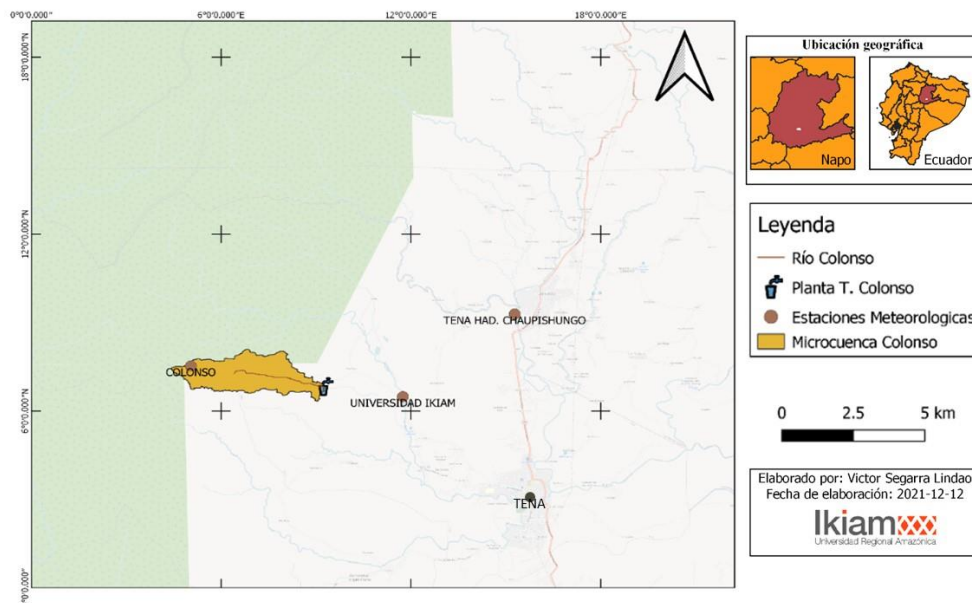 0°0'0.000"
6°0'0.000"N
12°0'0.000"N
18°0'0.000"N
18°0'0.000"N
12°0'0.000"N
6°0'0.000"N
0°0'0.000"
COLONSO
TENA HAD. CHAUPISHUNGO
UNIVERSIDAD IKIAM
TENA
Ubicación geográfica
Napo
Ecuador
Leyenda
Río Colonso
Planta T. Colonso
Estaciones Meteorologicas
Microcuenca Colonso
0 2.5 5 km
Elaborado por: Victor Segarra Lindao
Fecha de elaboración: 2021-12-12
Ikiam
Universidad Regional Amazónica